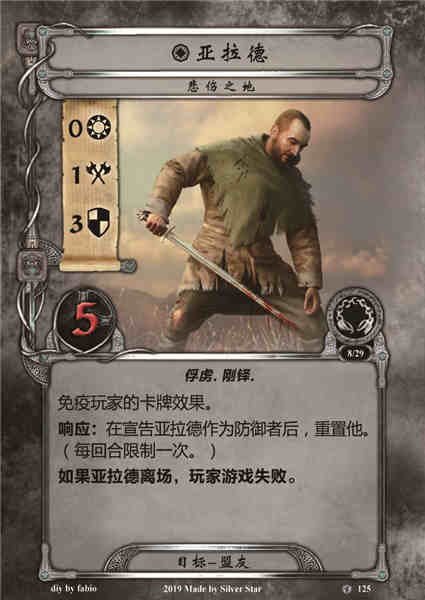 亚拉德
悲伤之地
0
1
3
5
8/29
俘虏. 刚铎.
免疫玩家的卡牌效果。
响应：在宣告亚拉德作为防御者后，重置他。
（每回合限制一次。）
如果亚拉德离场，玩家游戏失败。
目标-盟友
diy by fabio
2019 Made by Silver Star
125